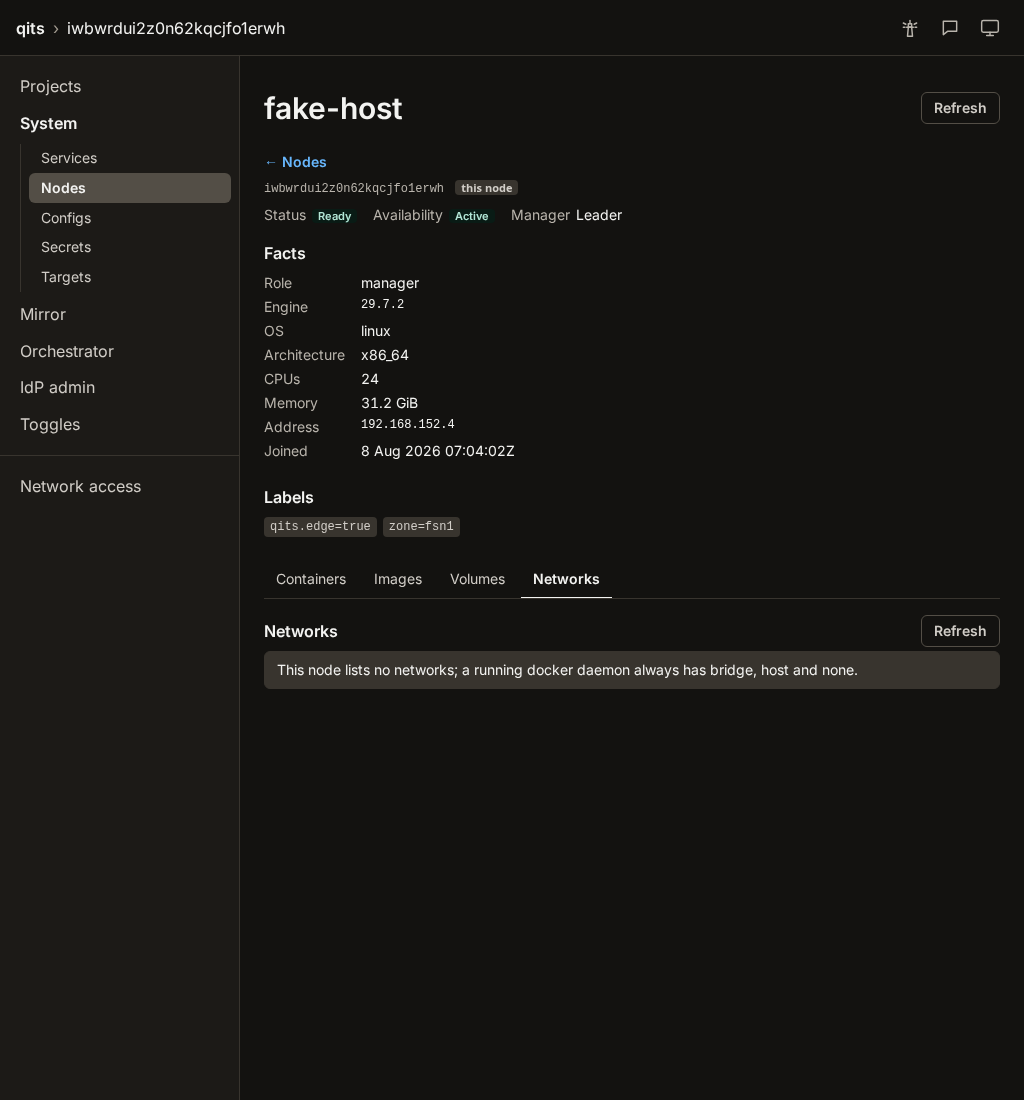 qits › iwbwrdui2z0n62kqcjfo1erwh
Projects
System
Services
Nodes
Configs
Secrets
Targets
Mirror
Orchestrator
IdP admin
Toggles
Network access
fake-host
Refresh
← Nodes
iwbwrdui2z0n62kqcjfo1erwh this node
Status Ready Availability Active Manager Leader
Facts
Role manager
Engine 29.7.2
OS linux
Architecture x86_64
CPUs 24
Memory 31.2 GiB
Address 192.168.152.4
Joined 8 Aug 2026 07:04:02Z
Labels
qits.edge=true zone=fsn1
Containers Images Volumes Networks
Networks
Refresh
This node lists no networks; a running docker daemon always has bridge, host and none.